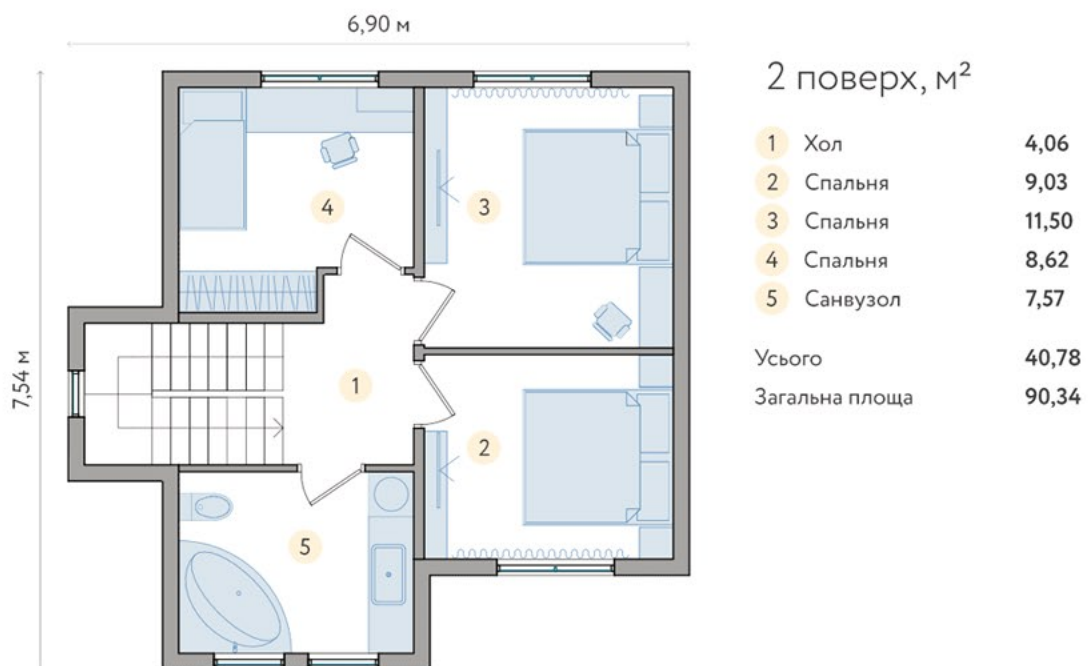 6,90 м
7,54 м
2 поверх, м²
1 Хол 4,06
2 Спальня 9,03
3 Спальня 11,50
4 Спальня 8,62
5 Санвузол 7,57
Усього 40,78
Загальна площа 90,34
4
3
1
2
5